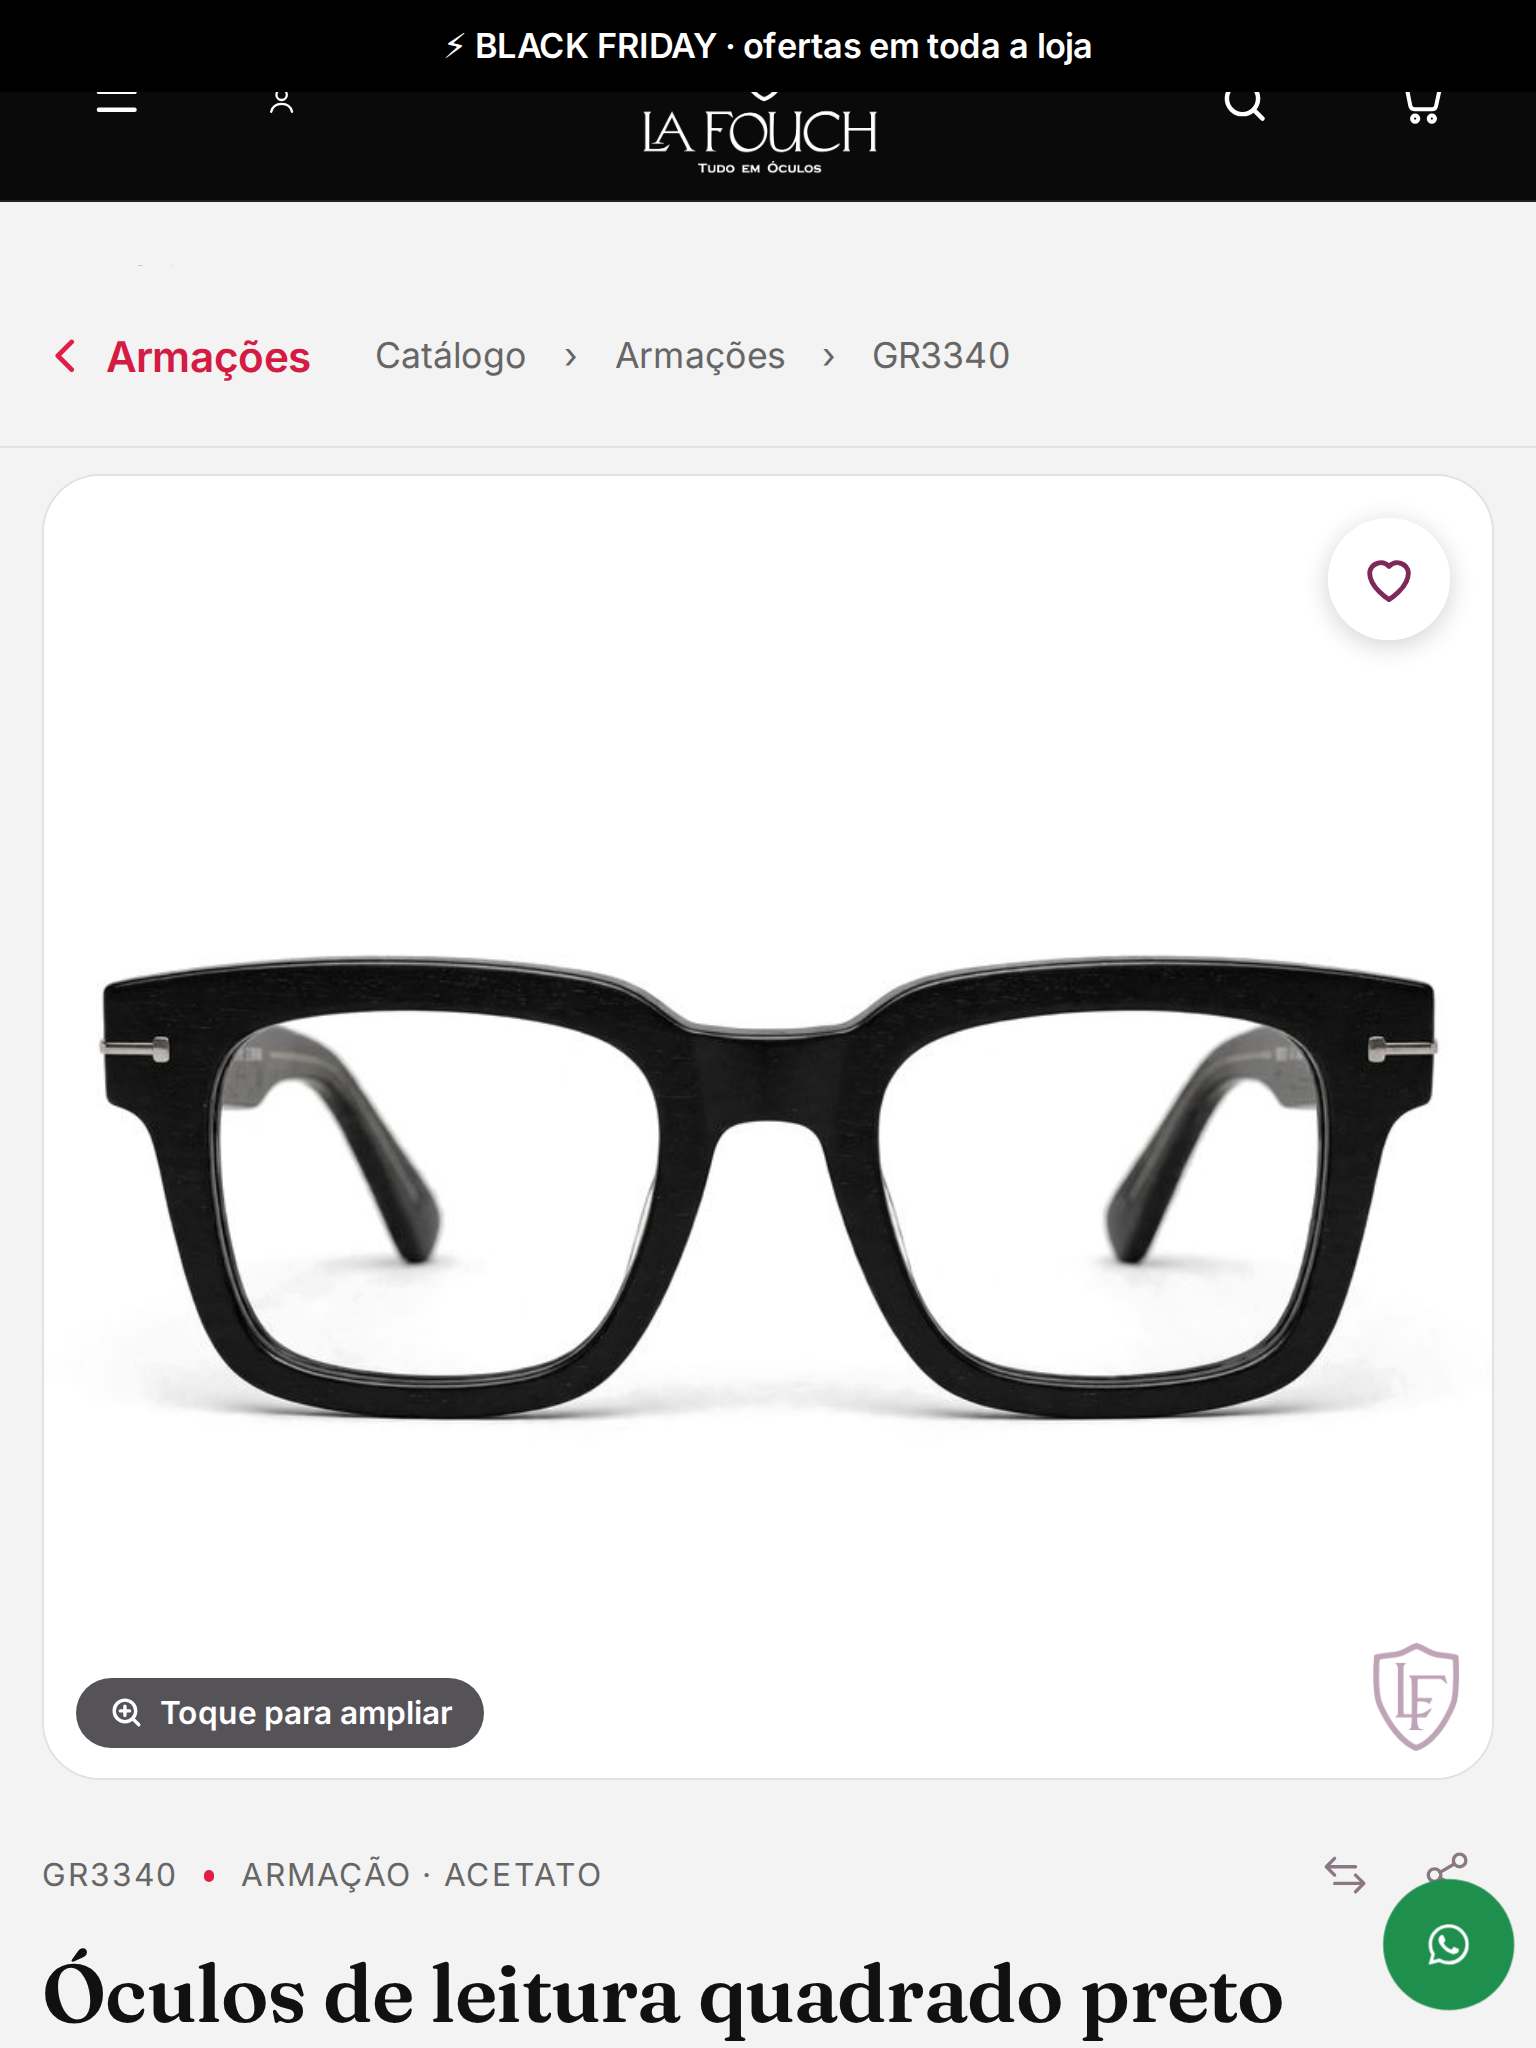 ⚡ BLACK FRIDAY · ofertas em toda a loja
LA FOUCH
TUDO EM ÓCULOS
Armações Catálogo › Armações › GR3340
Toque para ampliar
LF
GR3340 • ARMAÇÃO · ACETATO
Óculos de leitura quadrado preto